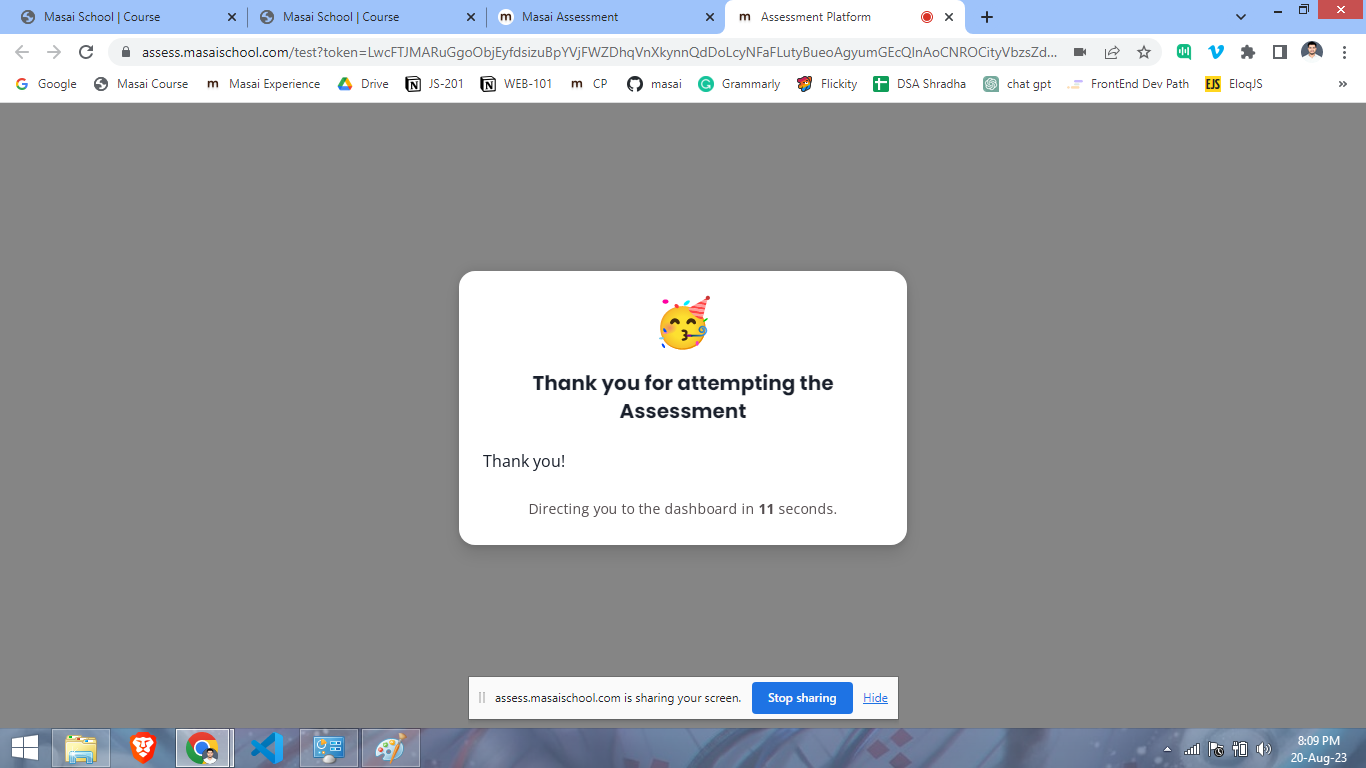 Masai School | Course
Masai School | Course
Masai Assessment
Assessment Platform
assess.masaischool.com/test?token=LwcFTJMARuGgoObjEyfdsizuBpYVjFWZDhqVnXkynnQdDoLcyNFaFLutyBueoAgyumGEcQlnAoCNROCityVbzsZd...
Google
Masai Course
m Masai Experience
Drive
JS-201
WEB-101
m CP
masai
Grammarly
Flickity
DSA Shradha
chat gpt
FrontEnd Dev Path
EJS EloqJS
»
Thank you for attempting the
Assessment
Thank you!
Directing you to the dashboard in 11 seconds.
assess.masaischool.com is sharing your screen.
Stop sharing
Hide
8:09 PM
20-Aug-23